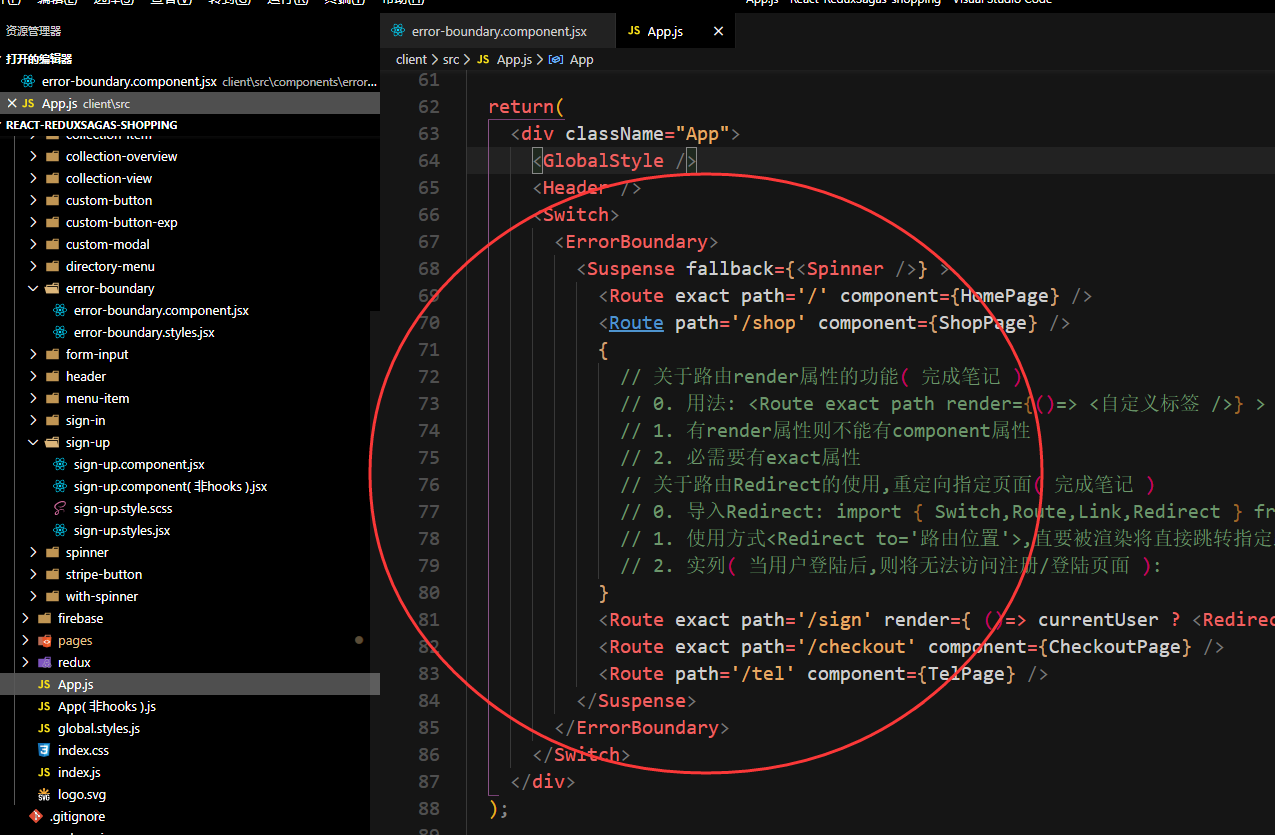 App.js - React-ReduxSagas-shopping - Visual Studio Code
资源管理器
打开的编辑器
error-boundary.component.jsx client\src\components\error...
JS App.js client\src
REACT-REDUXSAGAS-SHOPPING
collection-item
collection-overview
collection-view
custom-button
custom-button-exp
custom-modal
directory-menu
error-boundary
error-boundary.component.jsx
error-boundary.styles.jsx
form-input
header
menu-item
sign-in
sign-up
sign-up.component.jsx
sign-up.component( 非hooks ).jsx
sign-up.style.scss
sign-up.styles.jsx
spinner
stripe-button
with-spinner
firebase
pages
redux
JS App.js
JS App( 非hooks ).js
JS global.styles.js
index.css
JS index.js
logo.svg
.gitignore
error-boundary.component.jsx JS App.js ✕
client > src > JS App.js > App
61
62 return(
63 <div className="App">
64 <GlobalStyle />
65 <Header />
66 <Switch>
67 <ErrorBoundary>
68 <Suspense fallback={<Spinner />} >
69 <Route exact path='/' component={HomePage} />
70 <Route path='/shop' component={ShopPage} />
71 {
72 // 关于路由render属性的功能( 完成笔记 )
73 // 0. 用法: <Route exact path render={()=> <自定义标签 />} >
74 // 1. 有render属性则不能有component属性
75 // 2. 必需要有exact属性
76 // 关于路由Redirect的使用,重定向指定页面( 完成笔记 )
77 // 0. 导入Redirect: import { Switch,Route,Link,Redirect } fr
78 // 1. 使用方式<Redirect to='路由位置'>,直要被渲染将直接跳转指定
79 // 2. 实列( 当用户登陆后,则将无法访问注册/登陆页面 ):
80 }
81 <Route exact path='/sign' render={ ()=> currentUser ? <Redirec
82 <Route exact path='/checkout' component={CheckoutPage} />
83 <Route path='/tel' component={TelPage} />
84 </Suspense>
85 </ErrorBoundary>
86 </Switch>
87 </div>
88 );
89